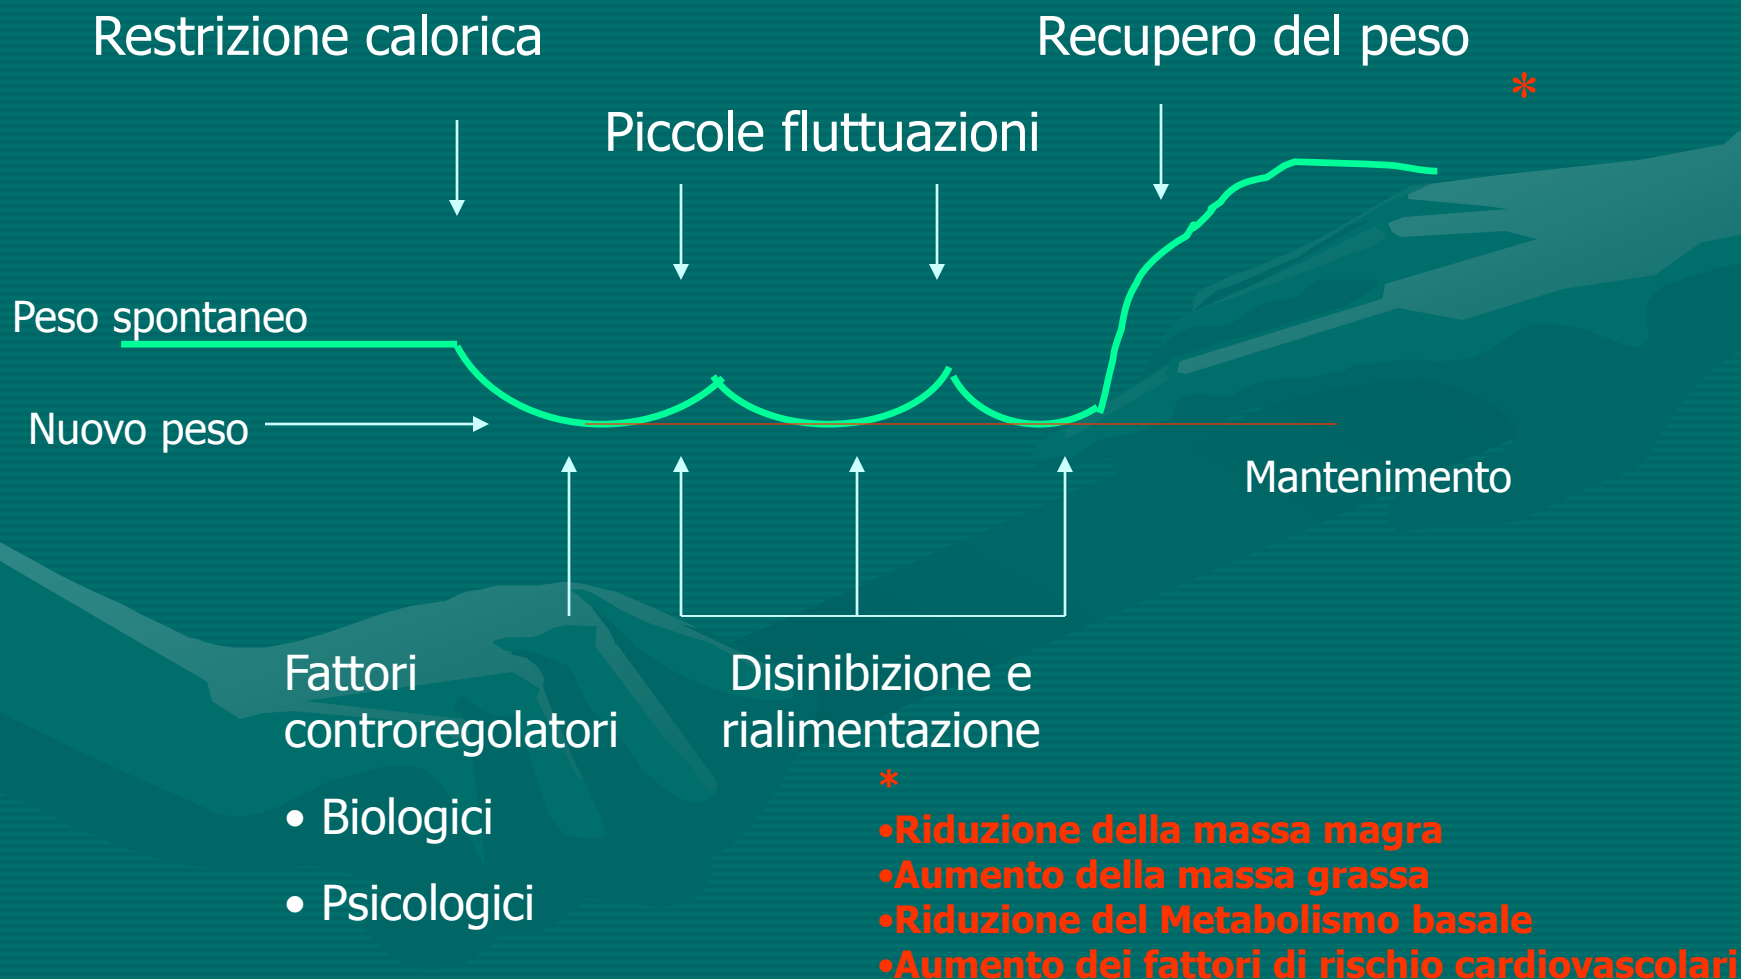 Restrizione calorica
Recupero del peso
*
Piccole fluttuazioni
Peso spontaneo
Nuovo peso
Mantenimento
Fattori
controregolatori
• Biologici
• Psicologici
Disinibizione e
rialimentazione
*
•Riduzione della massa magra
•Aumento della massa grassa
•Riduzione del Metabolismo basale
•Aumento dei fattori di rischio cardiovascolari